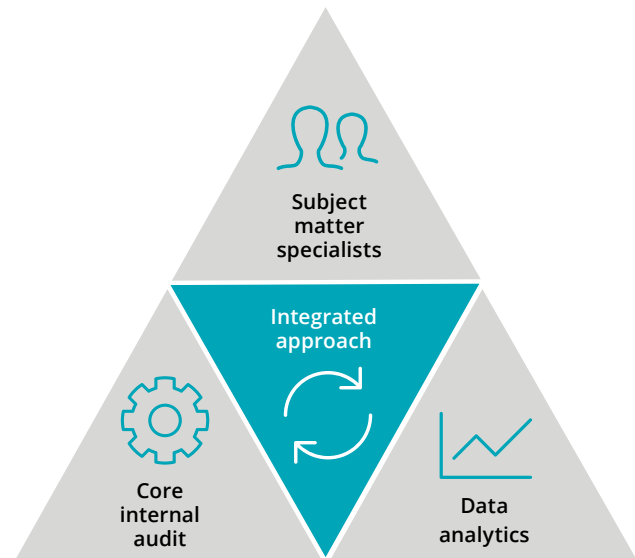 Subject
matter
specialists
Integrated
approach
Core
internal
audit
Data
analytics